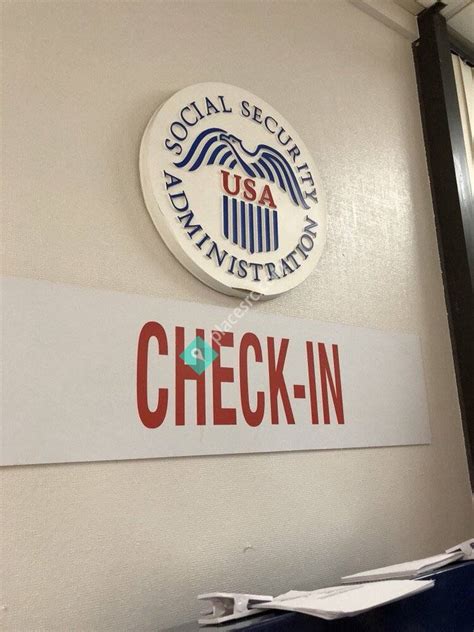 SOCIAL SECURITY
ADMINISTRATION
USA
CHECK-IN